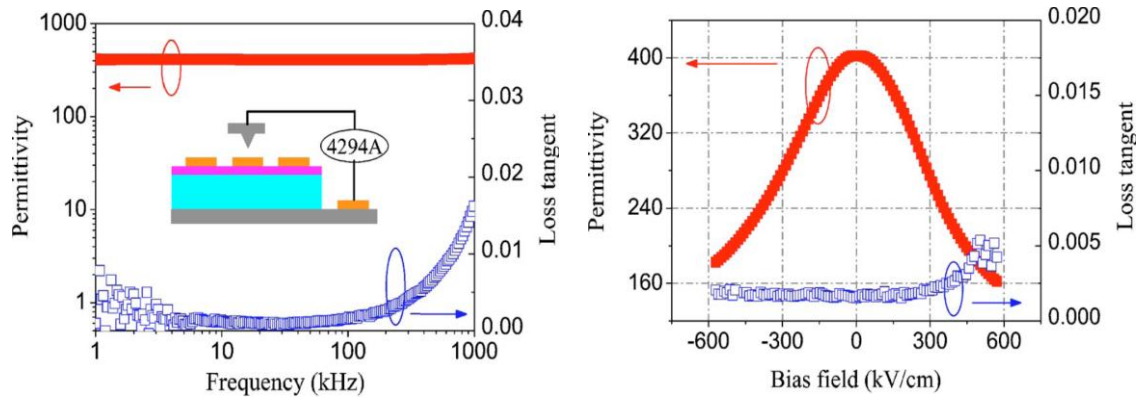 1000
100
10
1
Permittivity
0.04
0.03
0.02
0.01
0.00
Loss tangent
4294A
1 10 100 1000
Frequency (kHz)
400
320
240
160
Permittivity
0.020
0.015
0.010
0.005
0.000
Loss tangent
-600 -300 0 300 600
Bias field (kV/cm)